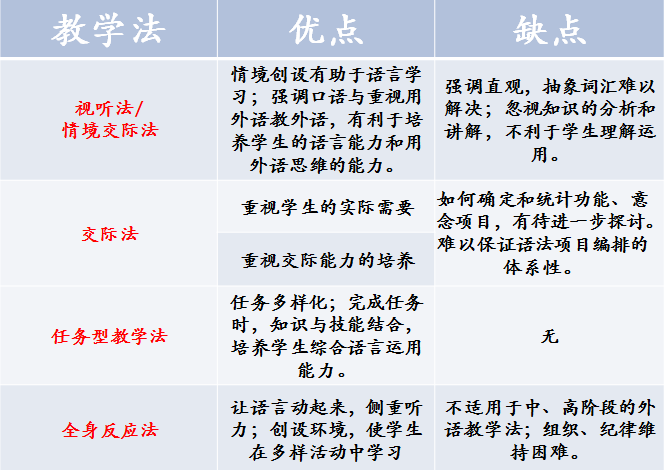 教学法
优点
缺点
视听法/
情境交际法
情境创设有助于语言学
习；强调口语与重视用
外语教外语，有利于培
养学生的语言能力和用
外语思维的能力。
强调直观，抽象词汇难以
解决；忽视知识的分析和
讲解，不利于学生理解运
用。
交际法
重视学生的实际需要
重视交际能力的培养
如何确定和统计功能、意
念项目，有待进一步探讨。
难以保证语法项目编排的
体系性。
任务型教学法
任务多样化；完成任务
时，知识与技能结合，
培养学生综合语言运用
能力。
无
全身反应法
让语言动起来，侧重听
力；创设环境，使学生
在多样活动中学习
不适用于中、高阶段的外
语教学法；组织、纪律维
持困难。